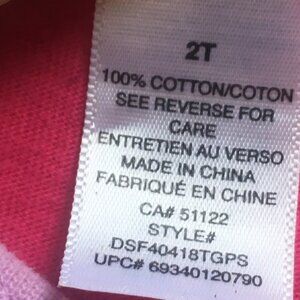 2T
100% COTTON/COTON
SEE REVERSE FOR
CARE
ENTRETIEN AU VERSO
MADE IN CHINA
FABRIQUÉ EN CHINE
CA# 51122
STYLE#
DSF40418TGPS
UPC# 69340120790